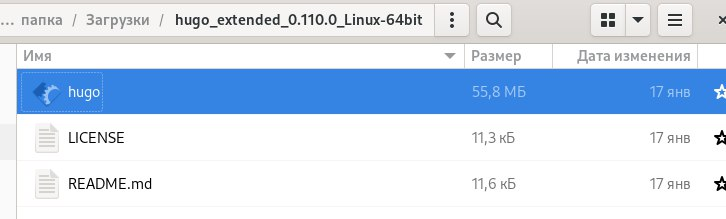 ... папка / Загрузки / hugo_extended_0.110.0_Linux-64bit
Имя Размер Дата изменения
hugo 55,8 МБ 17 янв
LICENSE 11,3 кБ 17 янв
README.md 11,6 кБ 17 янв